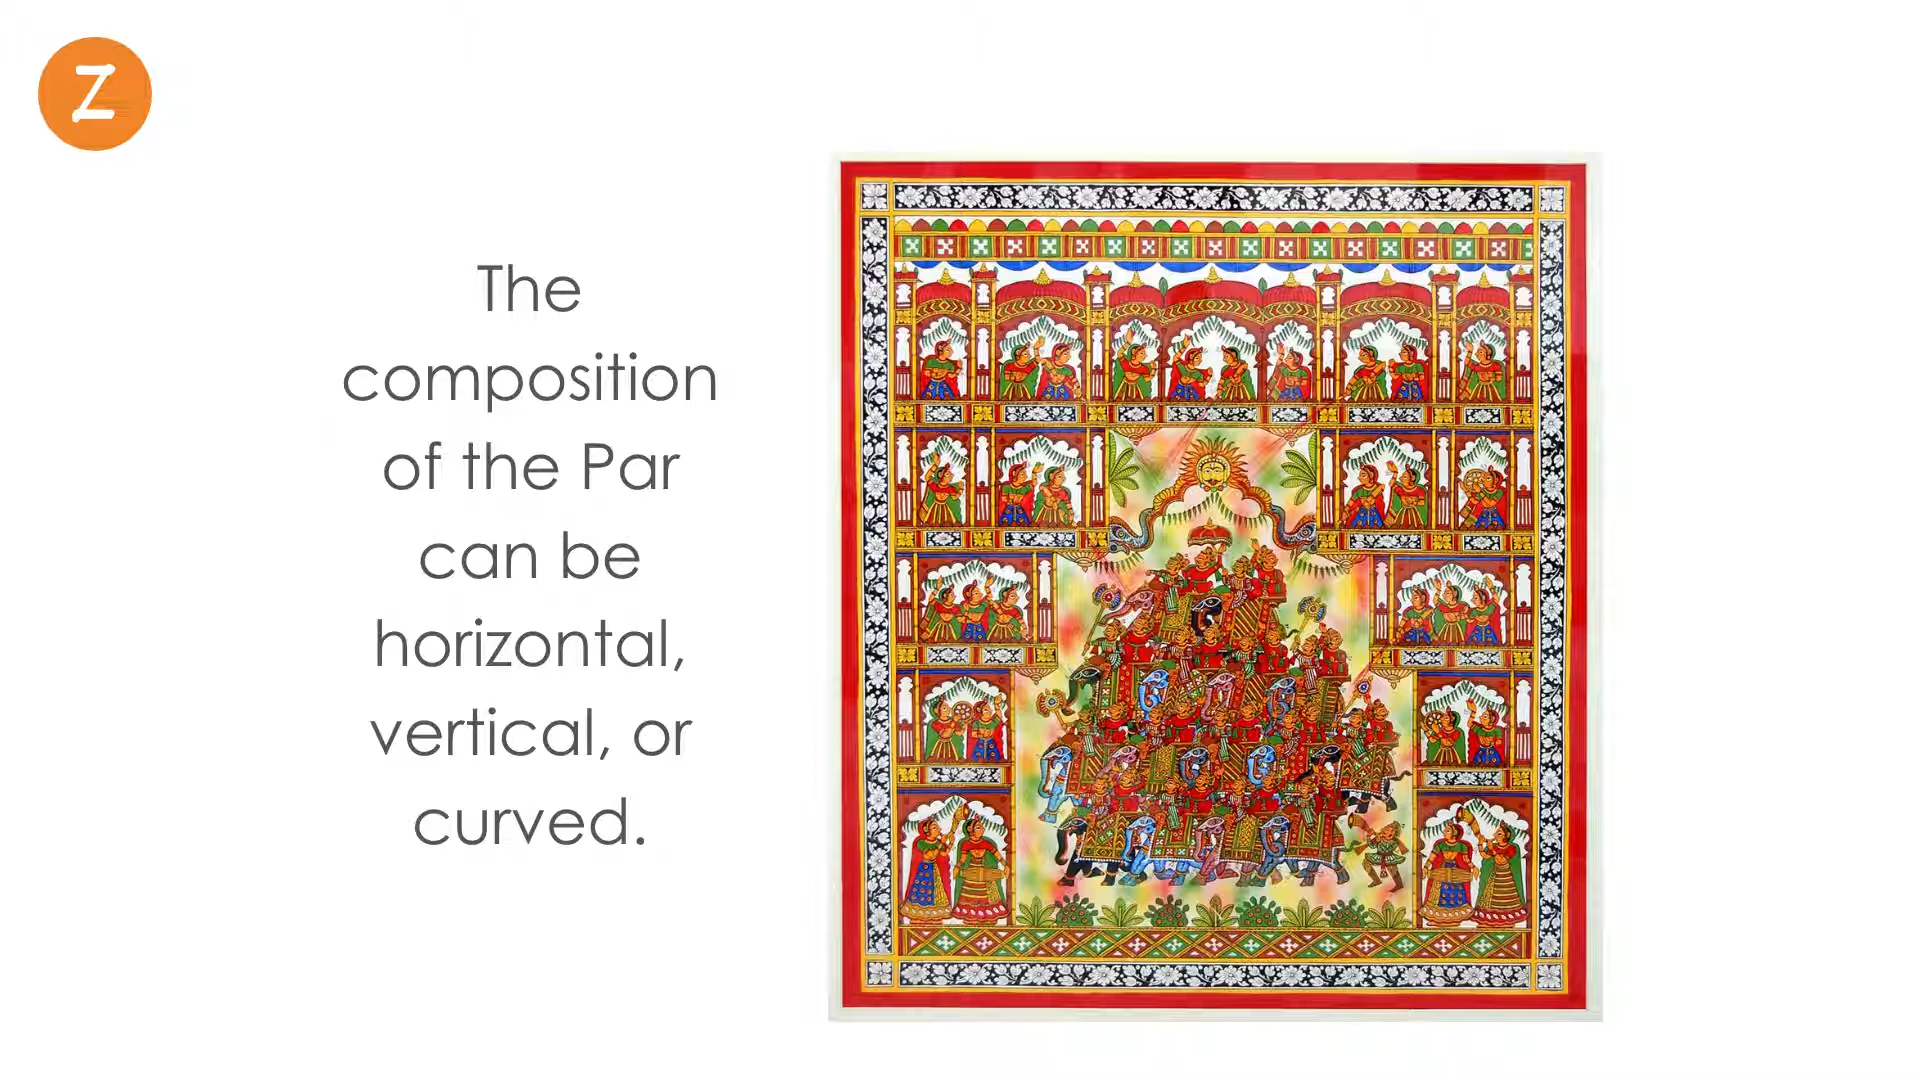 Z
The
composition
of the Par
can be
horizontal,
vertical, or
curved.